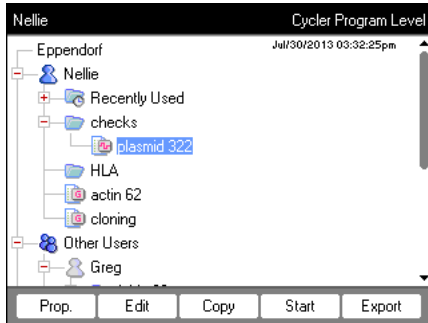 Nellie Cycler Program Level
Eppendorf Jul/30/2013 03:32:25pm
Nellie
Recently Used
checks
plasmid 322
HLA
actin 62
cloning
Other Users
Greg
Prop. Edit Copy Start Export